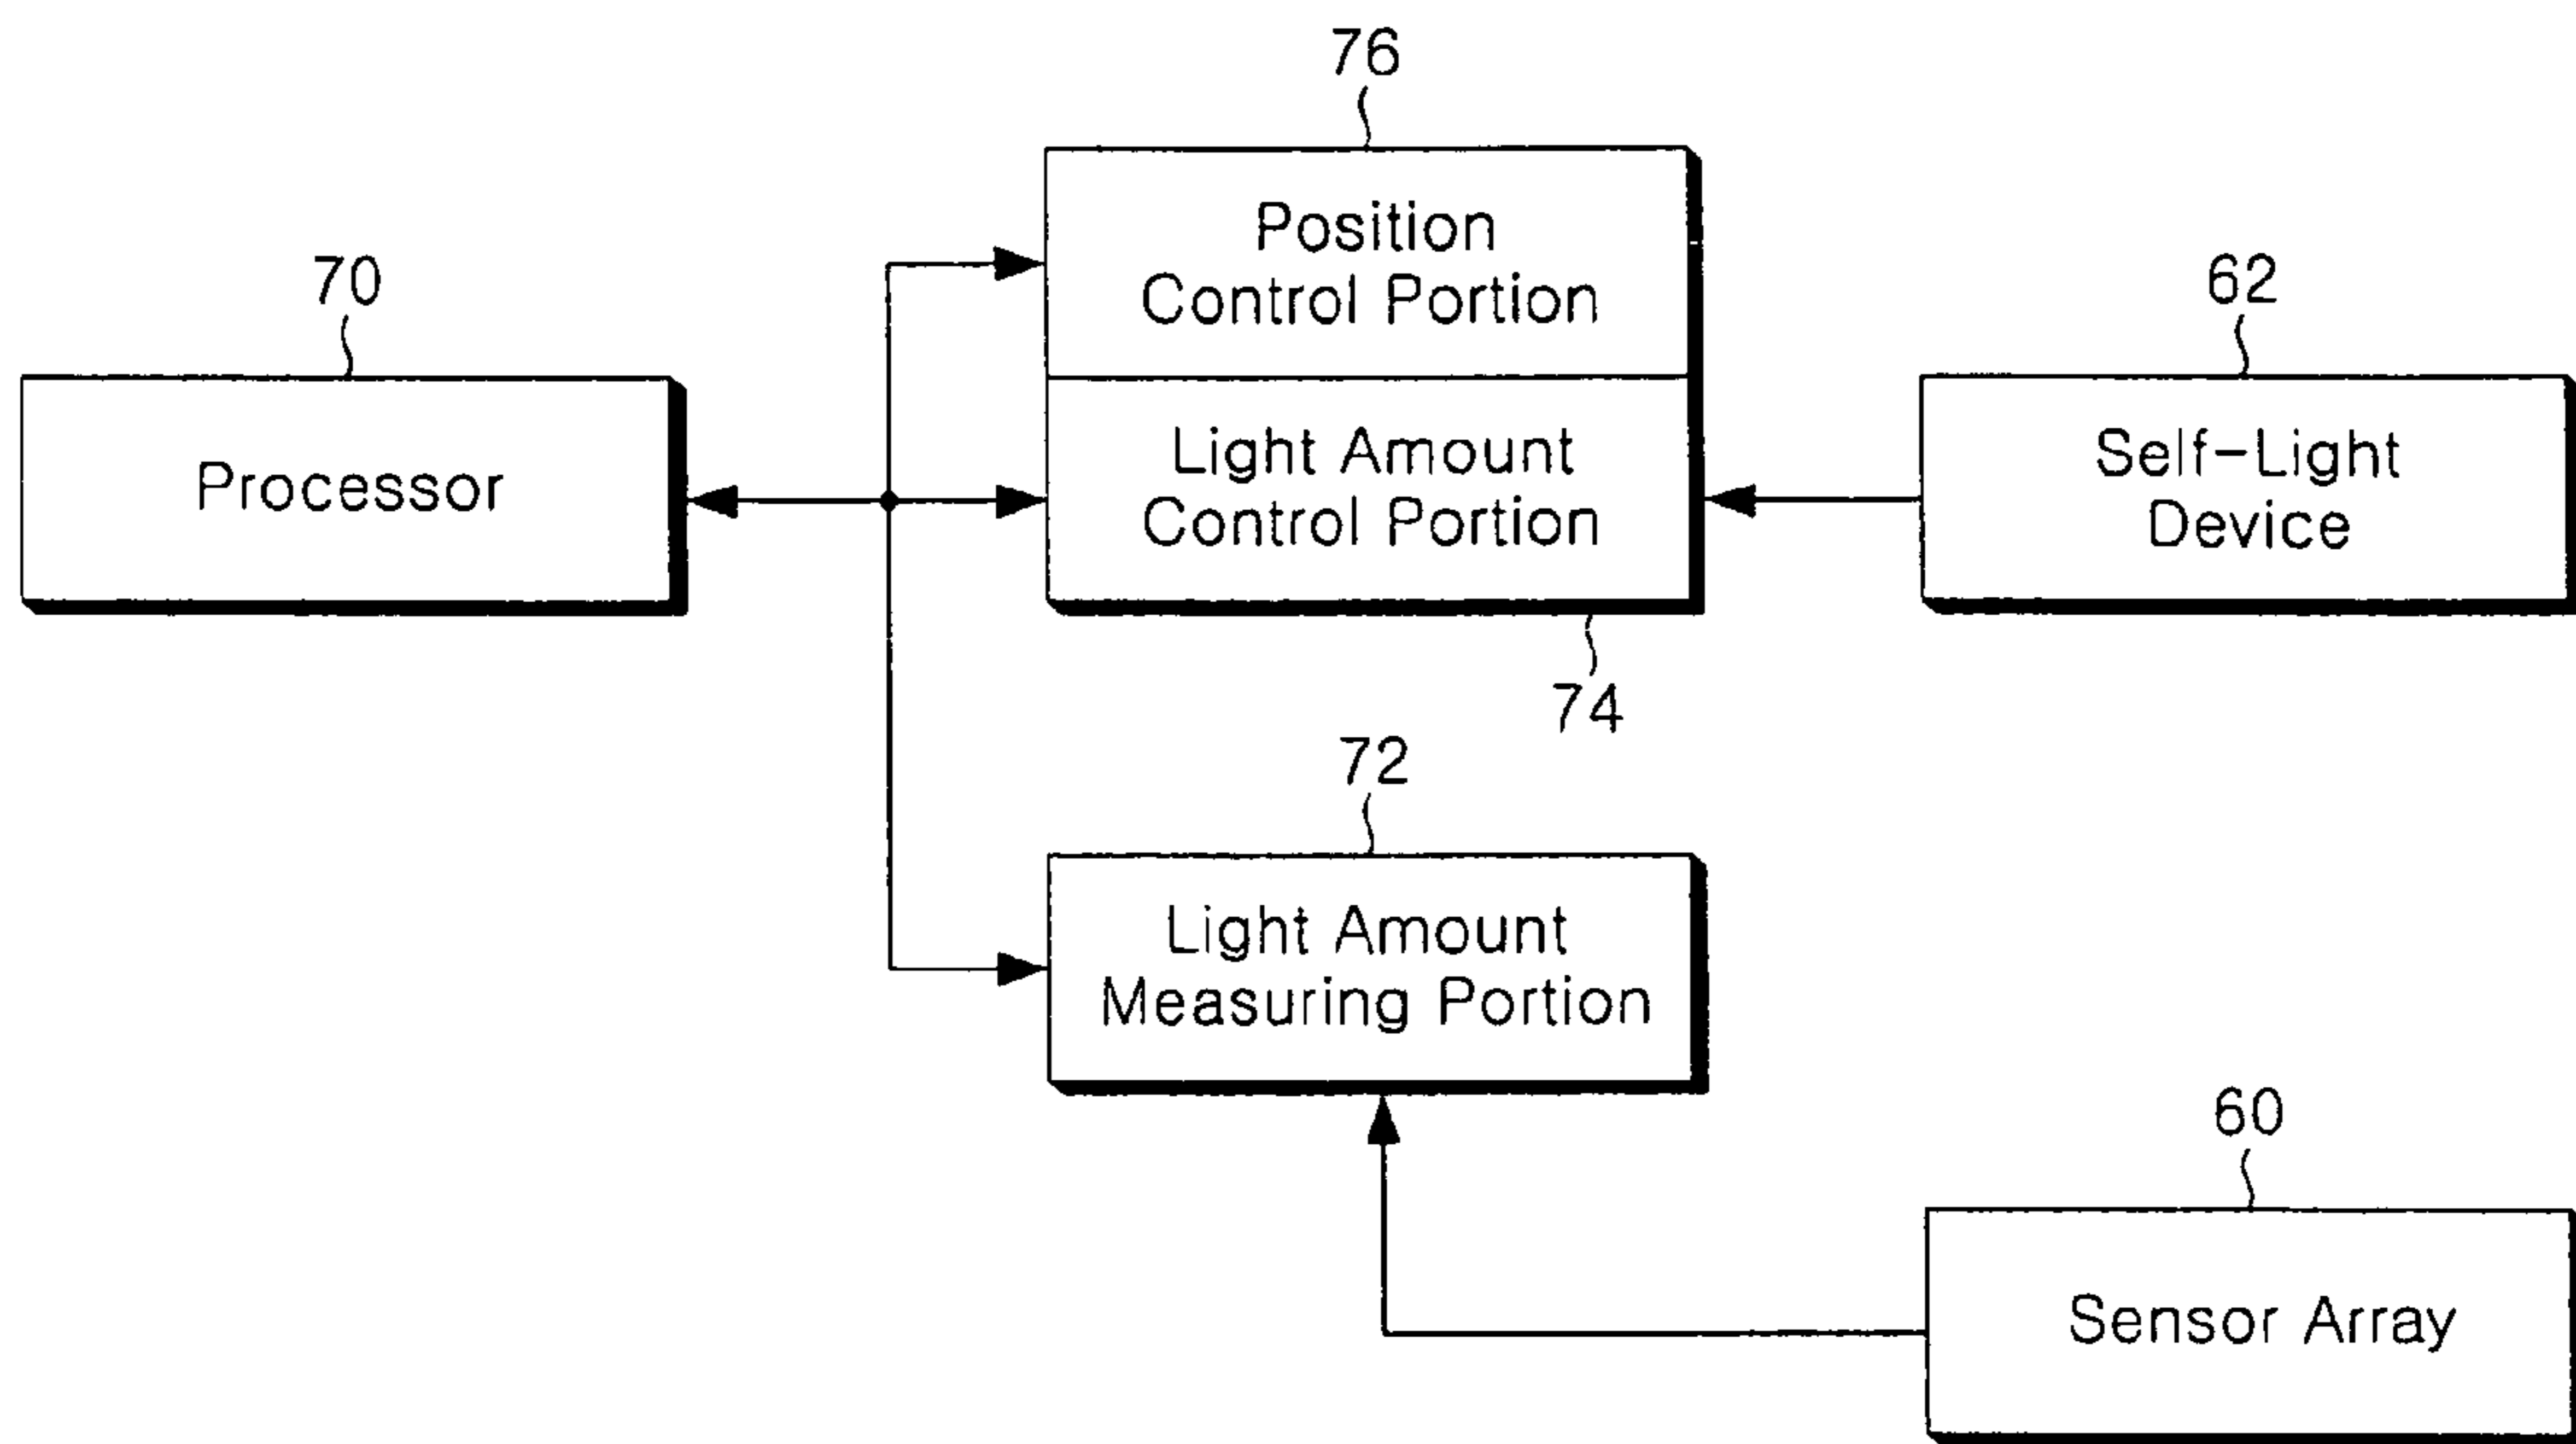 76
Position
Control Portion
70
Processor
Light Amount
Control Portion
74
62
Self-Light
Device
72
Light Amount
Measuring Portion
60
Sensor Array